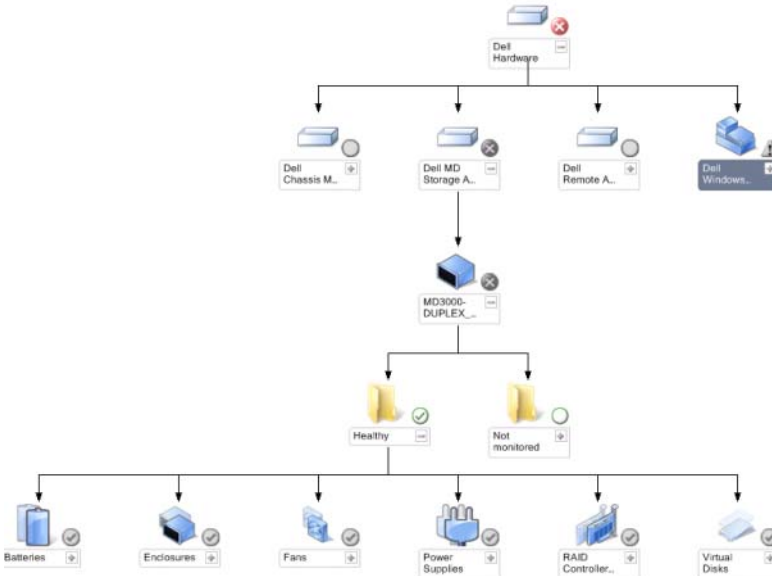 Dell
Hardware
Dell
Chassis M...
Dell MD
Storage A...
Dell
Remote A...
Dell
Windows...
MD3000-
DUPLEX_...
Healthy
Not
monitored
Batteries
Enclosures
Fans
Power
Supplies
RAID
Controller...
Virtual
Disks